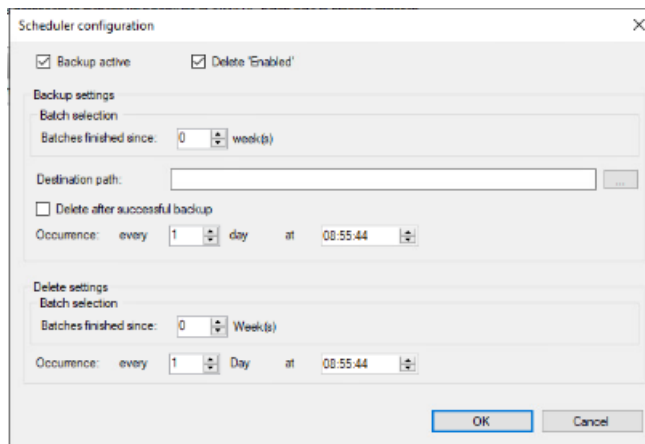 Scheduler configuration
Backup active Delete 'Enabled'
Backup settings
Batch selection
Batches finished since: 0 week(s)
Destination path: ...
Delete after successful backup
Occurrence: every 1 day at 08:55:44
Delete settings
Batch selection
Batches finished since: 0 Week(s)
Occurrence: every 1 Day at 08:55:44
OK Cancel